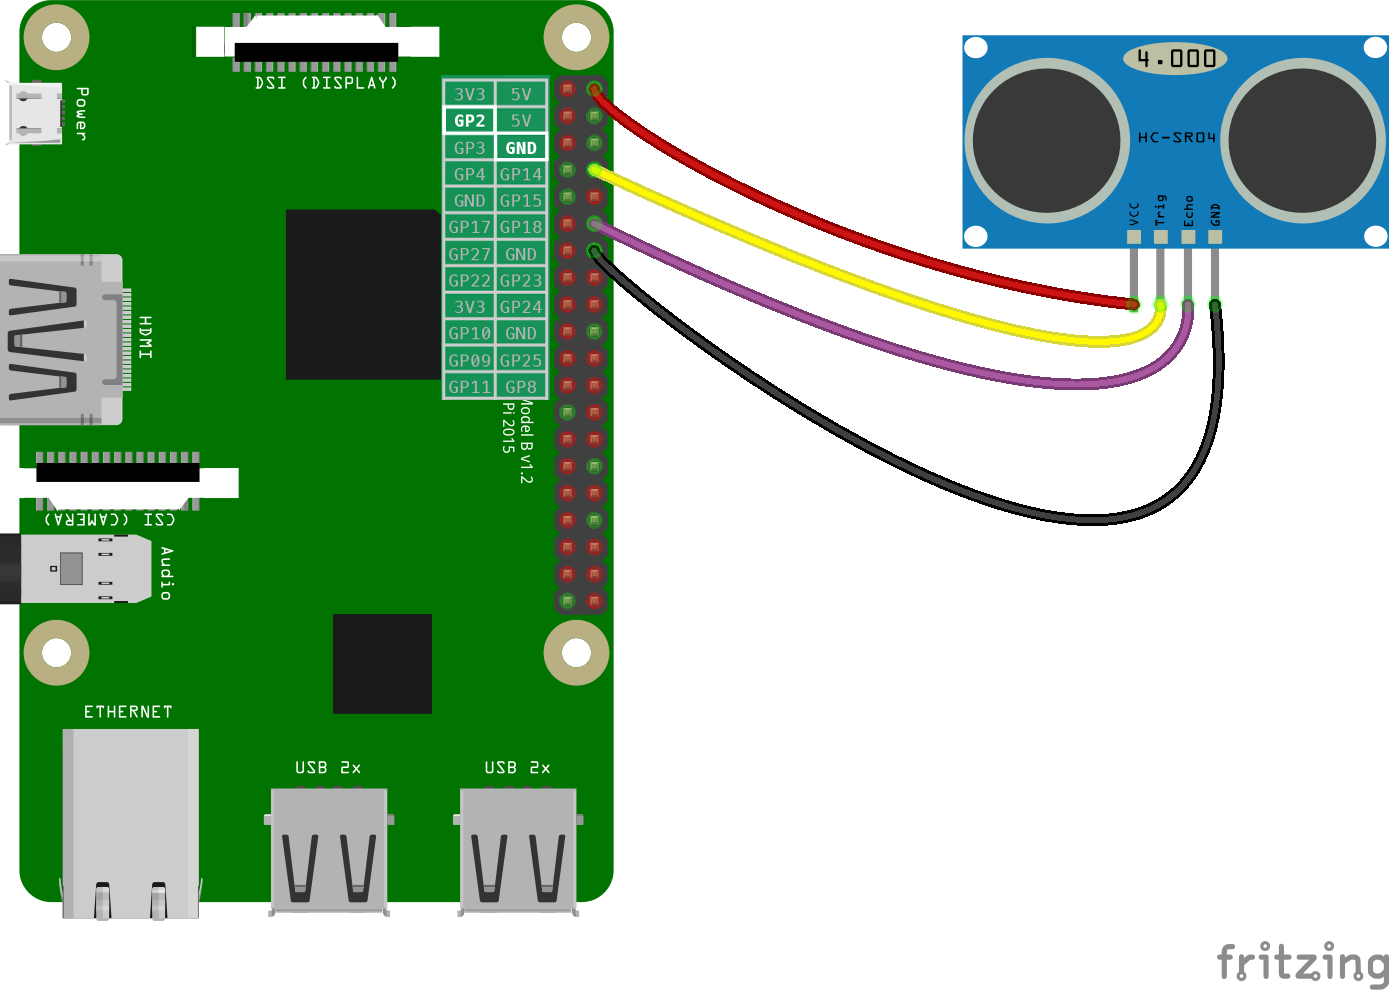 DSI (DISPLAY)
Power
3V3 5V
GP2 5V
GP3 GND
GP4 GP14
GND GP15
GP17 GP18
GP27 GND
GP22 GP23
3V3 GP24
GP10 GND
GP09 GP25
GP11 GP8
Model B v1.2
Pi 2015
HDMI
CSI (CAMERA)
Audio
ETHERNET
USB 2x
USB 2x
4.000
HC-SR04
VCC
Trig
Echo
GND
fritzing